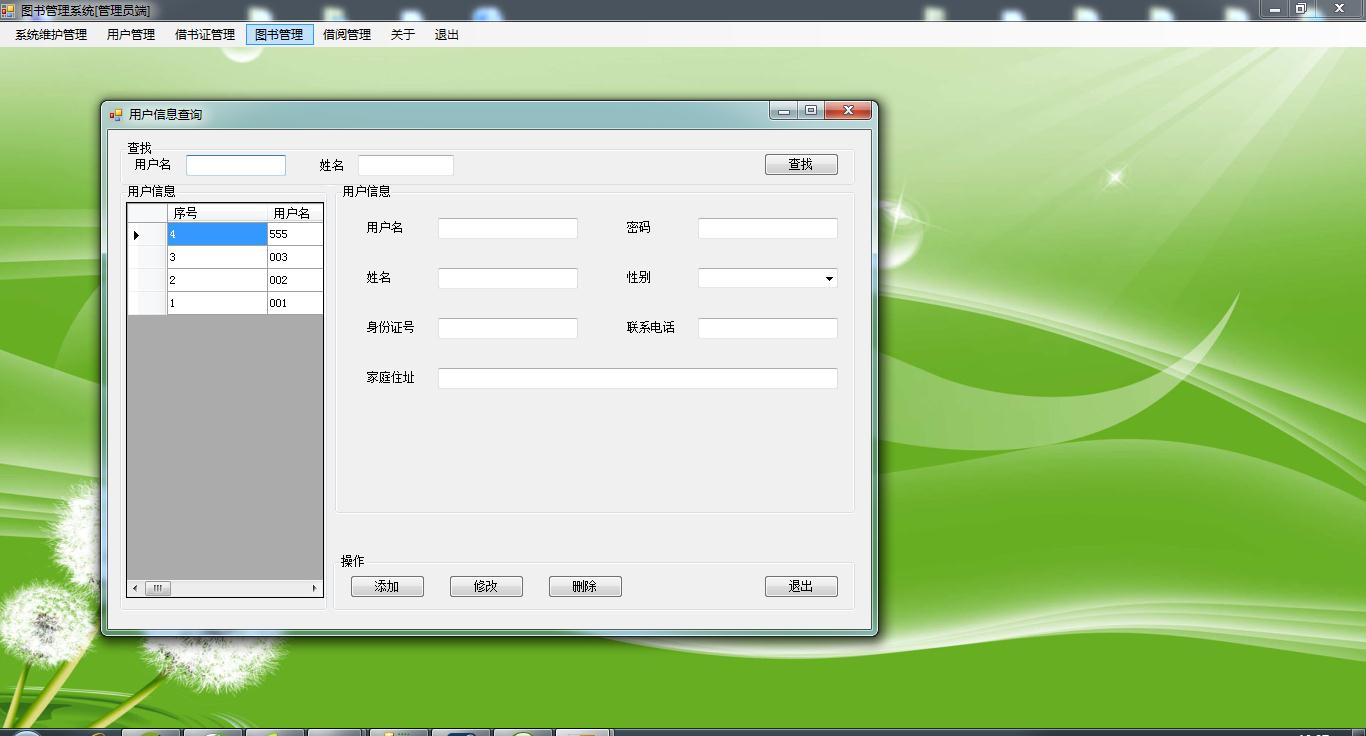 图书管理系统[管理员端]
系统维护管理 用户管理 借书证管理 图书管理 借阅管理 关于 退出
用户信息查询
查找
用户名 姓名 查找
用户信息 用户信息
序号 用户名
4 555
3 003
2 002
1 001
用户名 密码
姓名 性别
身份证号 联系电话
家庭住址
操作
添加 修改 删除 退出